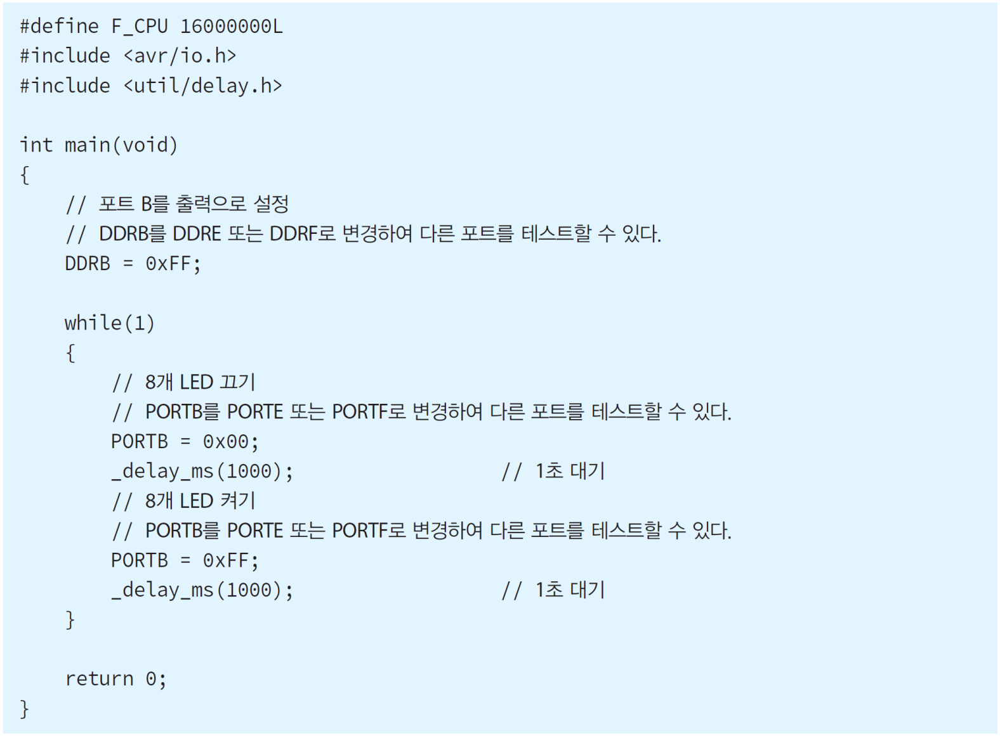 #define F_CPU 16000000L
#include <avr/io.h>
#include <util/delay.h>

int main(void)
{
    // 포트 B를 출력으로 설정
    // DDRB를 DDRE 또는 DDRF로 변경하여 다른 포트를 테스트할 수 있다.
    DDRB = 0xFF;

    while(1)
    {
        // 8개 LED 끄기
        // PORTB를 PORTE 또는 PORTF로 변경하여 다른 포트를 테스트할 수 있다.
        PORTB = 0x00;
        _delay_ms(1000);                  // 1초 대기
        // 8개 LED 켜기
        // PORTB를 PORTE 또는 PORTF로 변경하여 다른 포트를 테스트할 수 있다.
        PORTB = 0xFF;
        _delay_ms(1000);                  // 1초 대기
    }

    return 0;
}